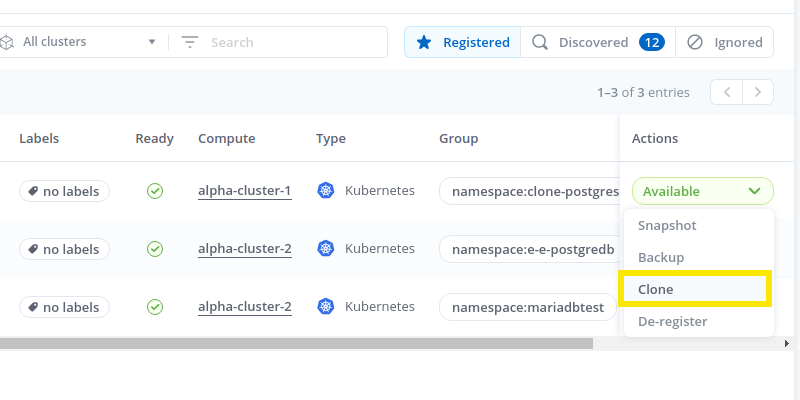 All clusters Search Registered Discovered 12 Ignored
1–3 of 3 entries
Labels Ready Compute Type Group Actions
no labels alpha-cluster-1 Kubernetes namespace:clone-postgres Available
Snapshot
no labels alpha-cluster-2 Kubernetes namespace:e-e-postgredb
Backup
Clone
no labels alpha-cluster-2 Kubernetes namespace:mariadbtest
De-register